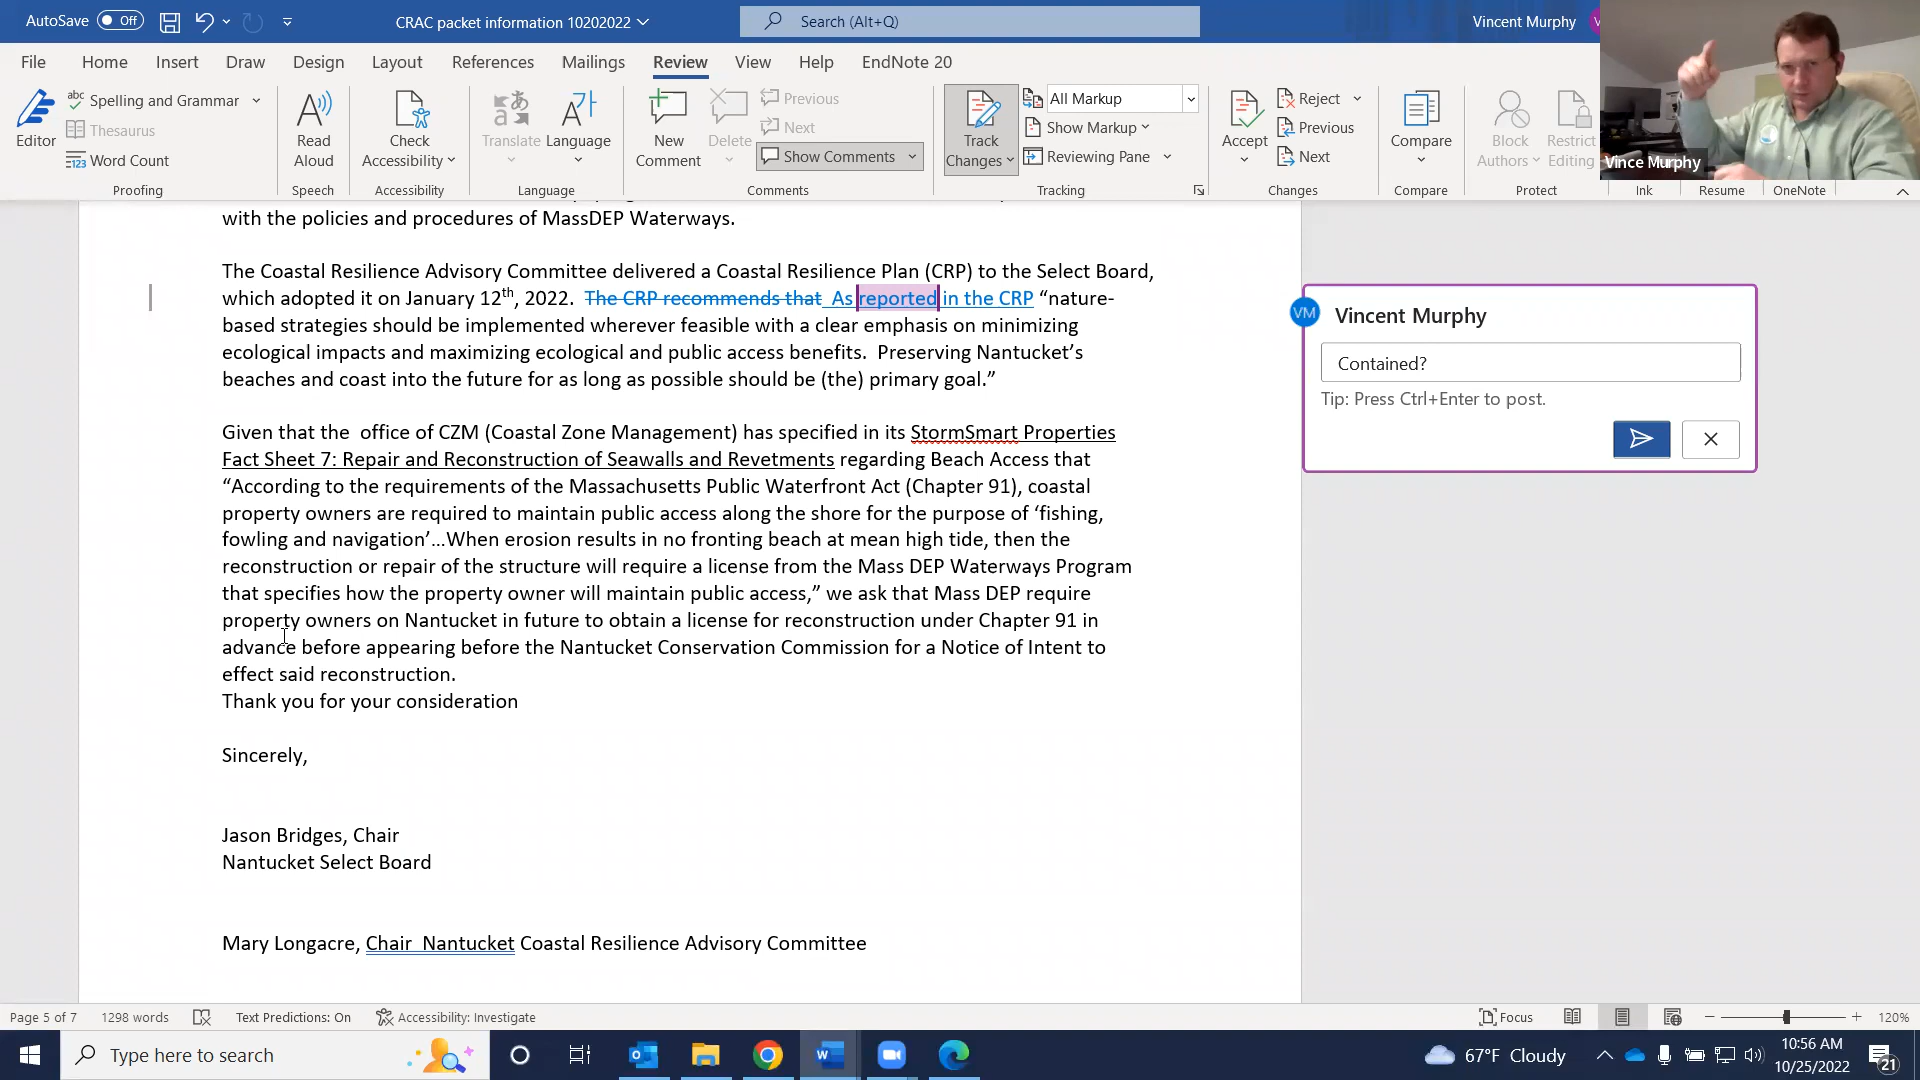 AutoSave Off
CRAC packet information 10202022
Search (Alt+Q)
Vincent Murphy
File Home Insert Draw Design Layout References Mailings Review View Help EndNote 20
abc Spelling and Grammar
Thesaurus
123 Word Count
Editor
Proofing
Read Aloud
Speech
Check Accessibility
Accessibility
Translate
Language
Language
New Comment
Delete
Previous
Next
Show Comments
Comments
Track Changes
All Markup
Show Markup
Reviewing Pane
Tracking
Accept
Reject
Previous
Next
Changes
Compare
Compare
Block Authors
Restrict Editing
Protect
Ink
Resume
OneNote
Vince Murphy
with the policies and procedures of MassDEP Waterways.
The Coastal Resilience Advisory Committee delivered a Coastal Resilience Plan (CRP) to the Select Board,
which adopted it on January 12th, 2022.  The CRP recommends that  As reported in the CRP “nature-
based strategies should be implemented wherever feasible with a clear emphasis on minimizing
ecological impacts and maximizing ecological and public access benefits.  Preserving Nantucket’s
beaches and coast into the future for as long as possible should be (the) primary goal.”
Given that the  office of CZM (Coastal Zone Management) has specified in its StormSmart Properties
Fact Sheet 7: Repair and Reconstruction of Seawalls and Revetments regarding Beach Access that
“According to the requirements of the Massachusetts Public Waterfront Act (Chapter 91), coastal
property owners are required to maintain public access along the shore for the purpose of ‘fishing,
fowling and navigation’…When erosion results in no fronting beach at mean high tide, then the
reconstruction or repair of the structure will require a license from the Mass DEP Waterways Program
that specifies how the property owner will maintain public access,” we ask that Mass DEP require
property owners on Nantucket in future to obtain a license for reconstruction under Chapter 91 in
advance before appearing before the Nantucket Conservation Commission for a Notice of Intent to
effect said reconstruction.
Thank you for your consideration
Sincerely,
Jason Bridges, Chair
Nantucket Select Board
Mary Longacre, Chair  Nantucket Coastal Resilience Advisory Committee
VM Vincent Murphy
Contained?
Tip: Press Ctrl+Enter to post.
Page 5 of 7
1298 words
Text Predictions: On
Accessibility: Investigate
Focus
120%
Type here to search
67°F Cloudy
10:56 AM
10/25/2022
21